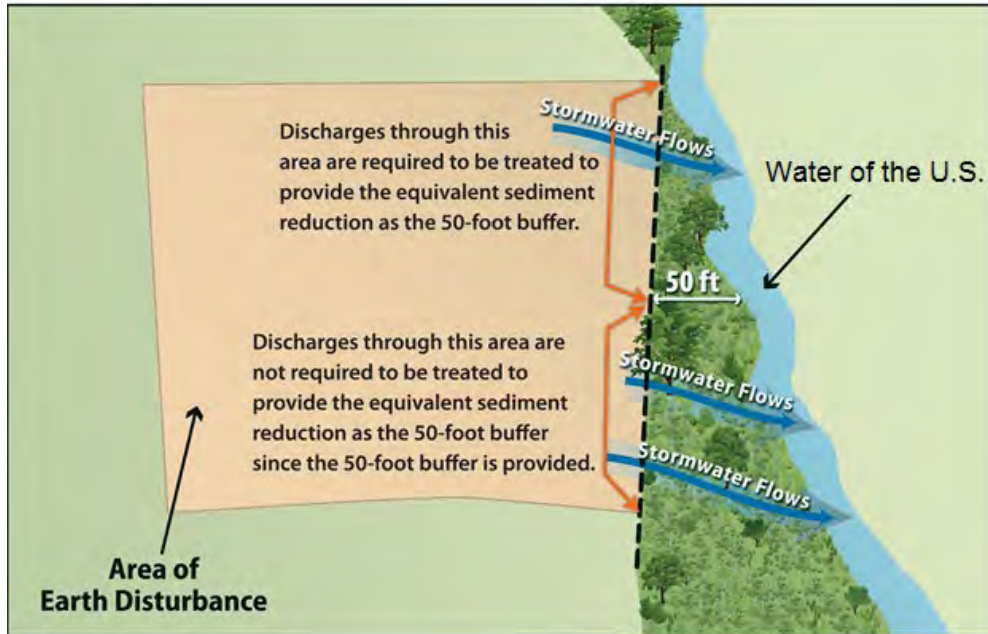 Stormwater Flows
Discharges through this
area are required to be treated to
provide the equivalent sediment
reduction as the 50-foot buffer.
Water of the U.S.
50 ft
Discharges through this area are
not required to be treated to
provide the equivalent sediment
reduction as the 50-foot buffer
since the 50-foot buffer is provided.
Stormwater Flows
Stormwater Flows
Area of
Earth Disturbance